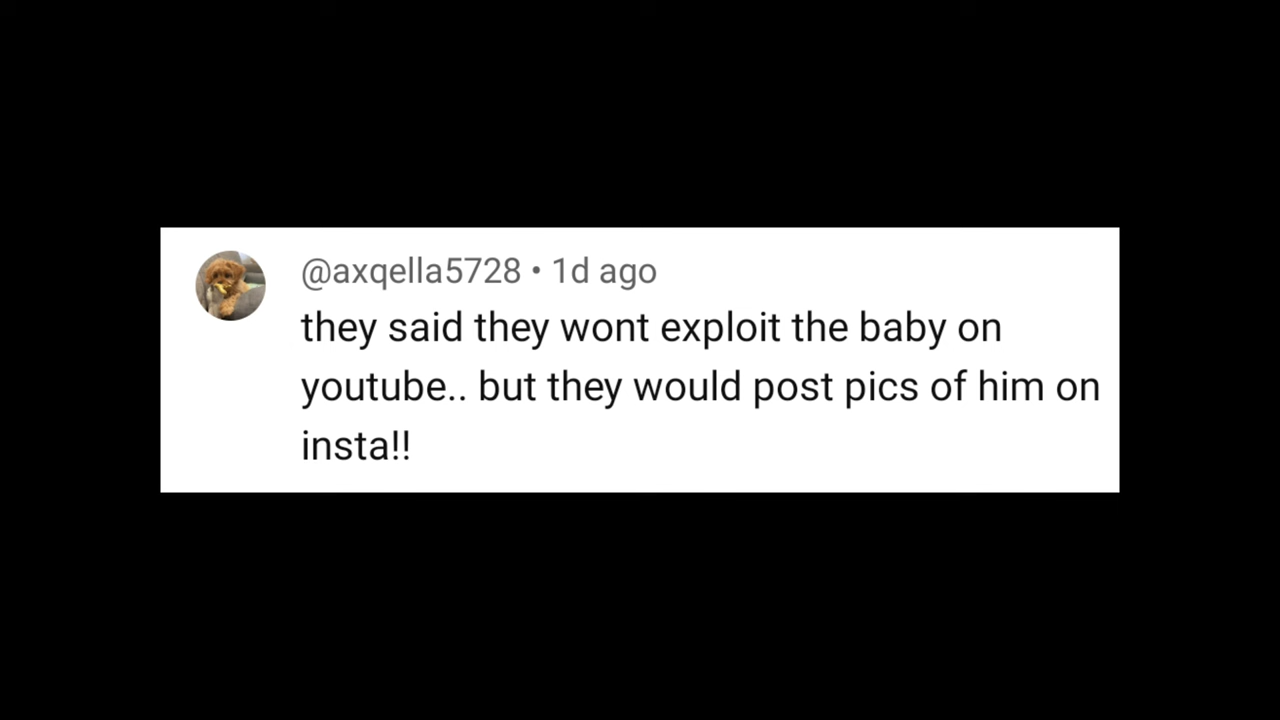 @axqella5728 • 1d ago
they said they wont exploit the baby on
youtube.. but they would post pics of him on
insta!!